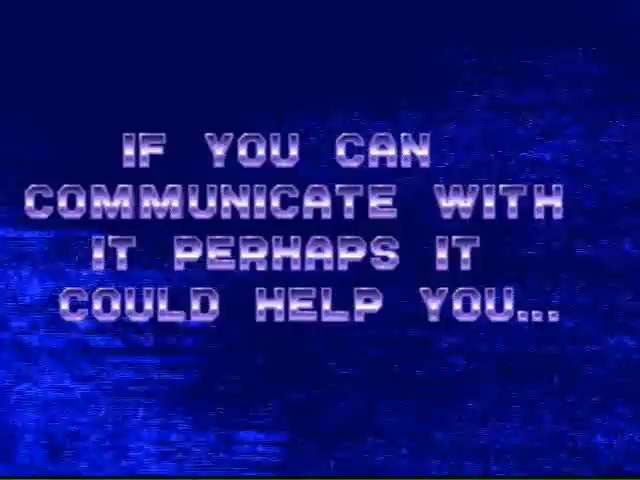 IF YOU CAN
COMMUNICATE WITH
IT PERHAPS IT
COULD HELP YOU...